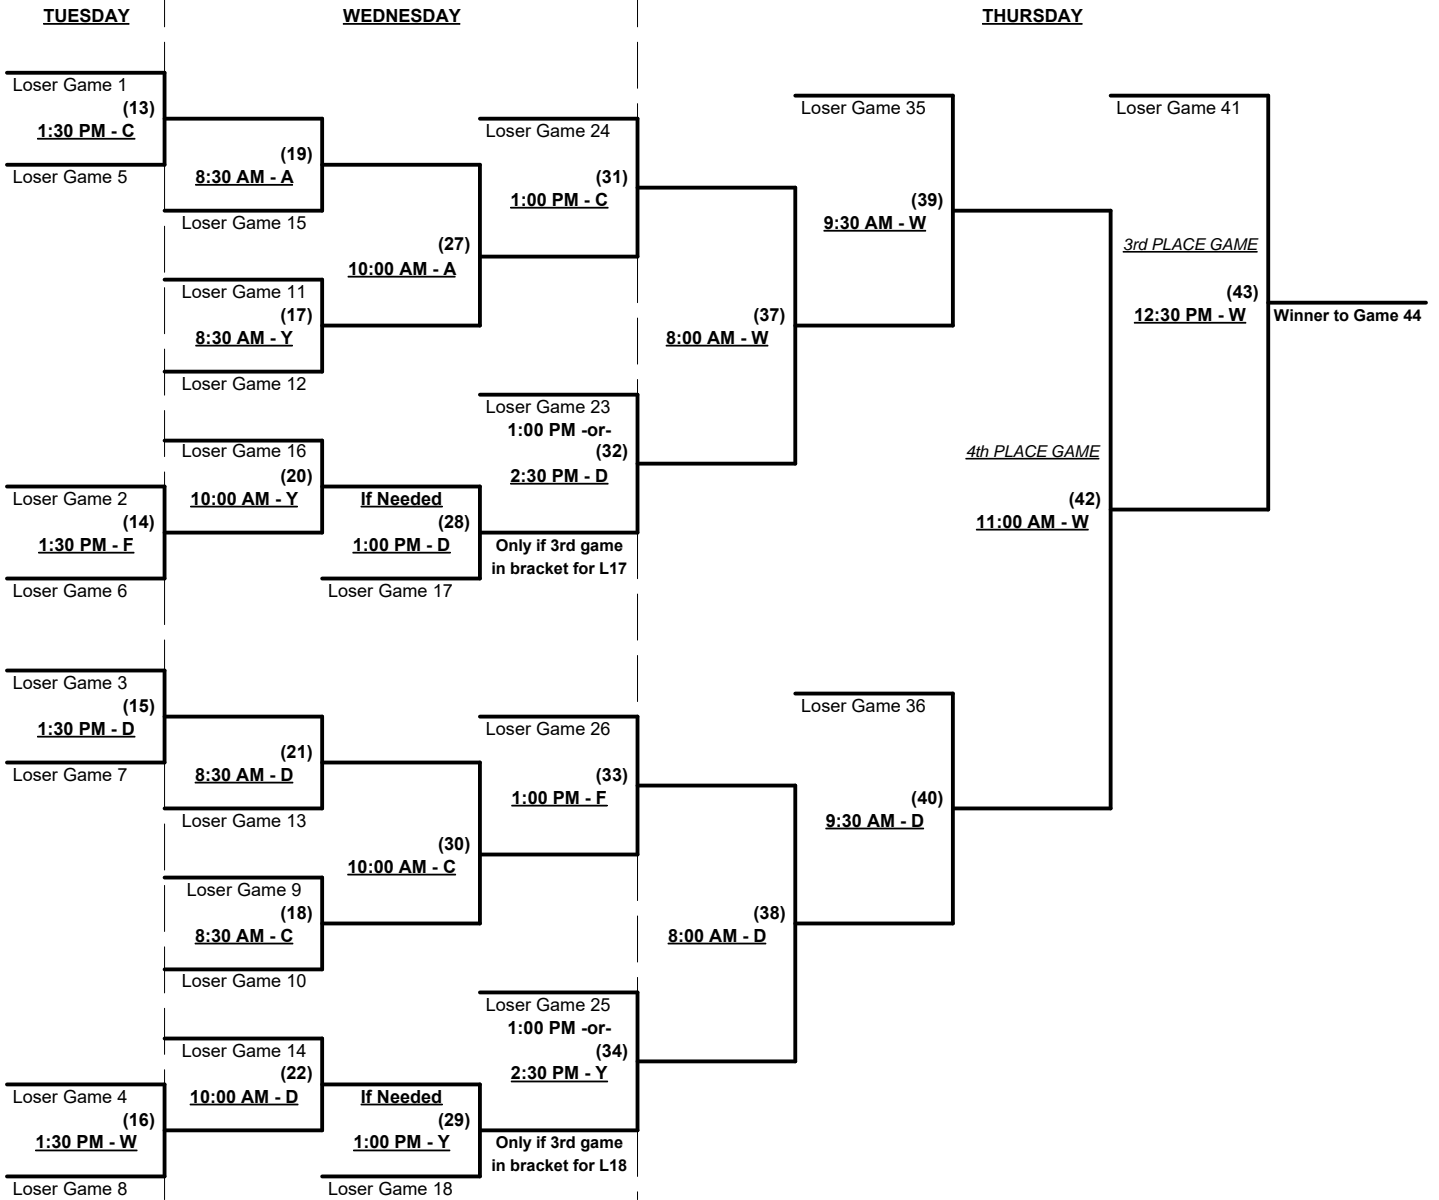 TUESDAY
WEDNESDAY
THURSDAY
Loser Game 1
(13)
1:30 PM - C
Loser Game 5
(19)
8:30 AM - A
Loser Game 15
Loser Game 11
(17)
8:30 AM - Y
Loser Game 12
(27)
10:00 AM - A
Loser Game 24
(31)
1:00 PM - C
Loser Game 16
(20)
10:00 AM - Y
Loser Game 2
(14)
1:30 PM - F
Loser Game 6
If Needed
(28)
1:00 PM - D
Loser Game 17
Loser Game 23
1:00 PM -or-
(32)
2:30 PM - D
Only if 3rd game
in bracket for L17
(37)
8:00 AM - W
Loser Game 35
(39)
9:30 AM - W
Loser Game 3
(15)
1:30 PM - D
Loser Game 7
(21)
8:30 AM - D
Loser Game 13
Loser Game 9
(18)
8:30 AM - C
Loser Game 10
(30)
10:00 AM - C
Loser Game 26
(33)
1:00 PM - F
Loser Game 14
(22)
10:00 AM - D
Loser Game 4
(16)
1:30 PM - W
Loser Game 8
If Needed
(29)
1:00 PM - Y
Loser Game 18
Loser Game 25
1:00 PM -or-
(34)
2:30 PM - Y
Only if 3rd game
in bracket for L18
(38)
8:00 AM - D
Loser Game 36
(40)
9:30 AM - D
4th PLACE GAME
(42)
11:00 AM - W
Loser Game 41
3rd PLACE GAME
(43)
12:30 PM - W
Winner to Game 44